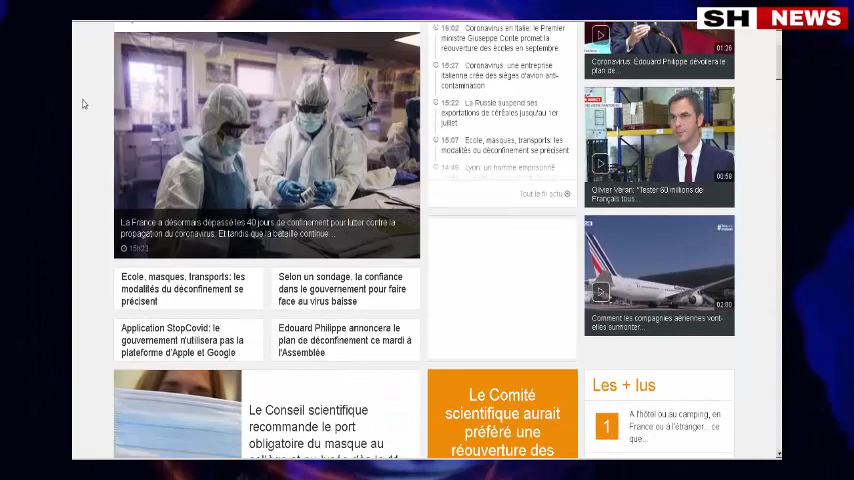 SH NEWS
16:02 Coronavirus en Italie: le Premier
ministre Giuseppe Conte promet la
réouverture des écoles en septembre
15:27 Coronavirus: une entreprise
italienne crée des sièges d'avion anti-
contamination
15:22 La Russie suspend ses
exportations de céréales jusqu'au 1er
juillet
15:07 Ecole, masques, transports: les
modalités du déconfinement se précisent
14:49 Lyon: un homme emprisonné
Tout le fil actu
01:26
Coronavirus: Édouard Philippe dévoilera le
plan de...
00:58
Olivier Véran: "Tester 60 millions de
Français tous...
02:00
Comment les compagnies aériennes vont-
elles surmonter...
La France a désormais dépassé les 40 jours de confinement pour lutter contre la
propagation du coronavirus. Et tandis que la bataille continue...
15h23
Ecole, masques, transports: les
modalités du déconfinement se
précisent
Selon un sondage, la confiance
dans le gouvernement pour faire
face au virus baisse
Application StopCovid: le
gouvernement n'utilisera pas la
plateforme d'Apple et Google
Edouard Philippe annoncera le
plan de déconfinement ce mardi à
l'Assemblée
Le Conseil scientifique
recommande le port
obligatoire du masque au
Le Comité
scientifique aurait
préféré une
réouverture des
Les + lus
1
A l'hôtel ou au camping, en
France ou à l'étranger... ce
que...